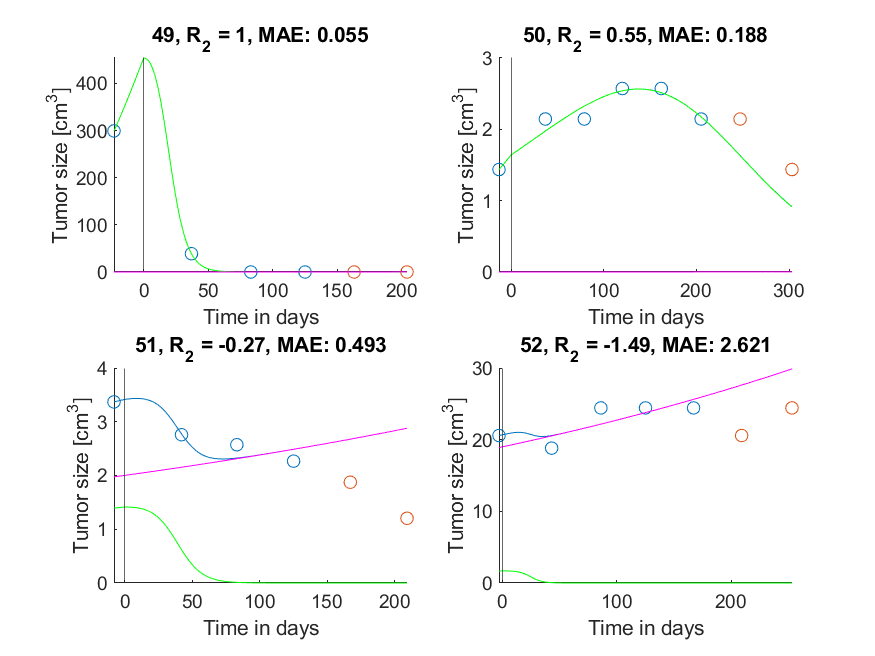 49, R2 = 1, MAE: 0.055
Tumor size [cm3]
400
300
200
100
0
0 50 100 150 200
Time in days
50, R2 = 0.55, MAE: 0.188
Tumor size [cm3]
3
2
1
0
0 100 200 300
Time in days
51, R2 = -0.27, MAE: 0.493
Tumor size [cm3]
4
3
2
1
0
0 50 100 150 200
Time in days
52, R2 = -1.49, MAE: 2.621
Tumor size [cm3]
30
20
10
0
0 100 200
Time in days